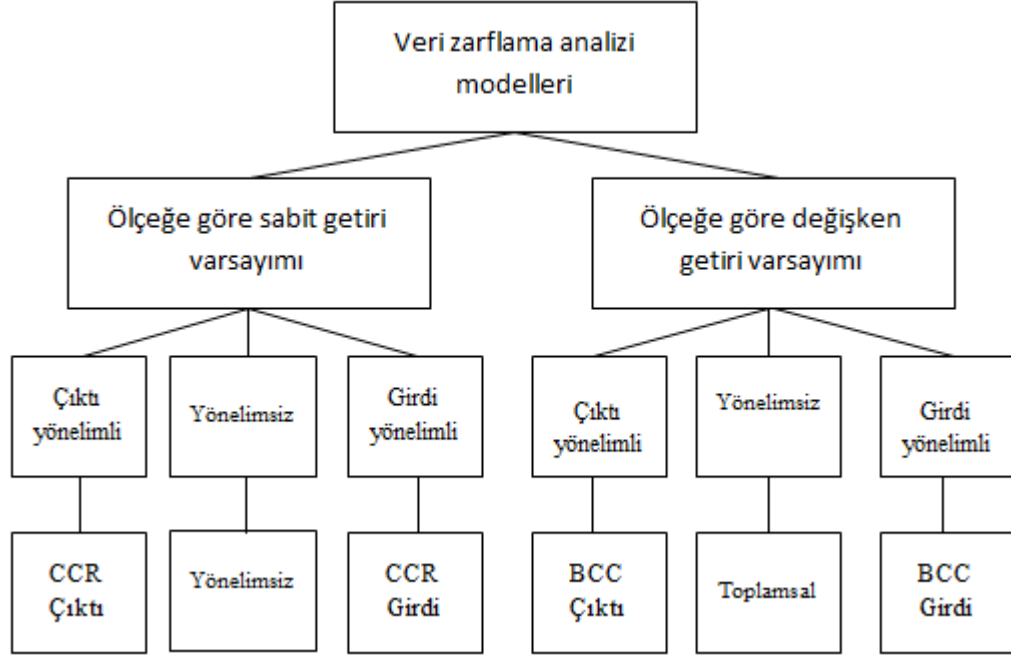 Veri zarflama analizi
modelleri
Ölçeğe göre sabit getiri
varsayımı
Ölçeğe göre değişken
getiri varsayımı
Çıktı
yönelimli
Yönelimsiz
Girdi
yönelimli
Çıktı
yönelimli
Yönelimsiz
Girdi
yönelimli
CCR
Çıktı
Yönelimsiz
CCR
Girdi
BCC
Çıktı
Toplamsal
BCC
Girdi